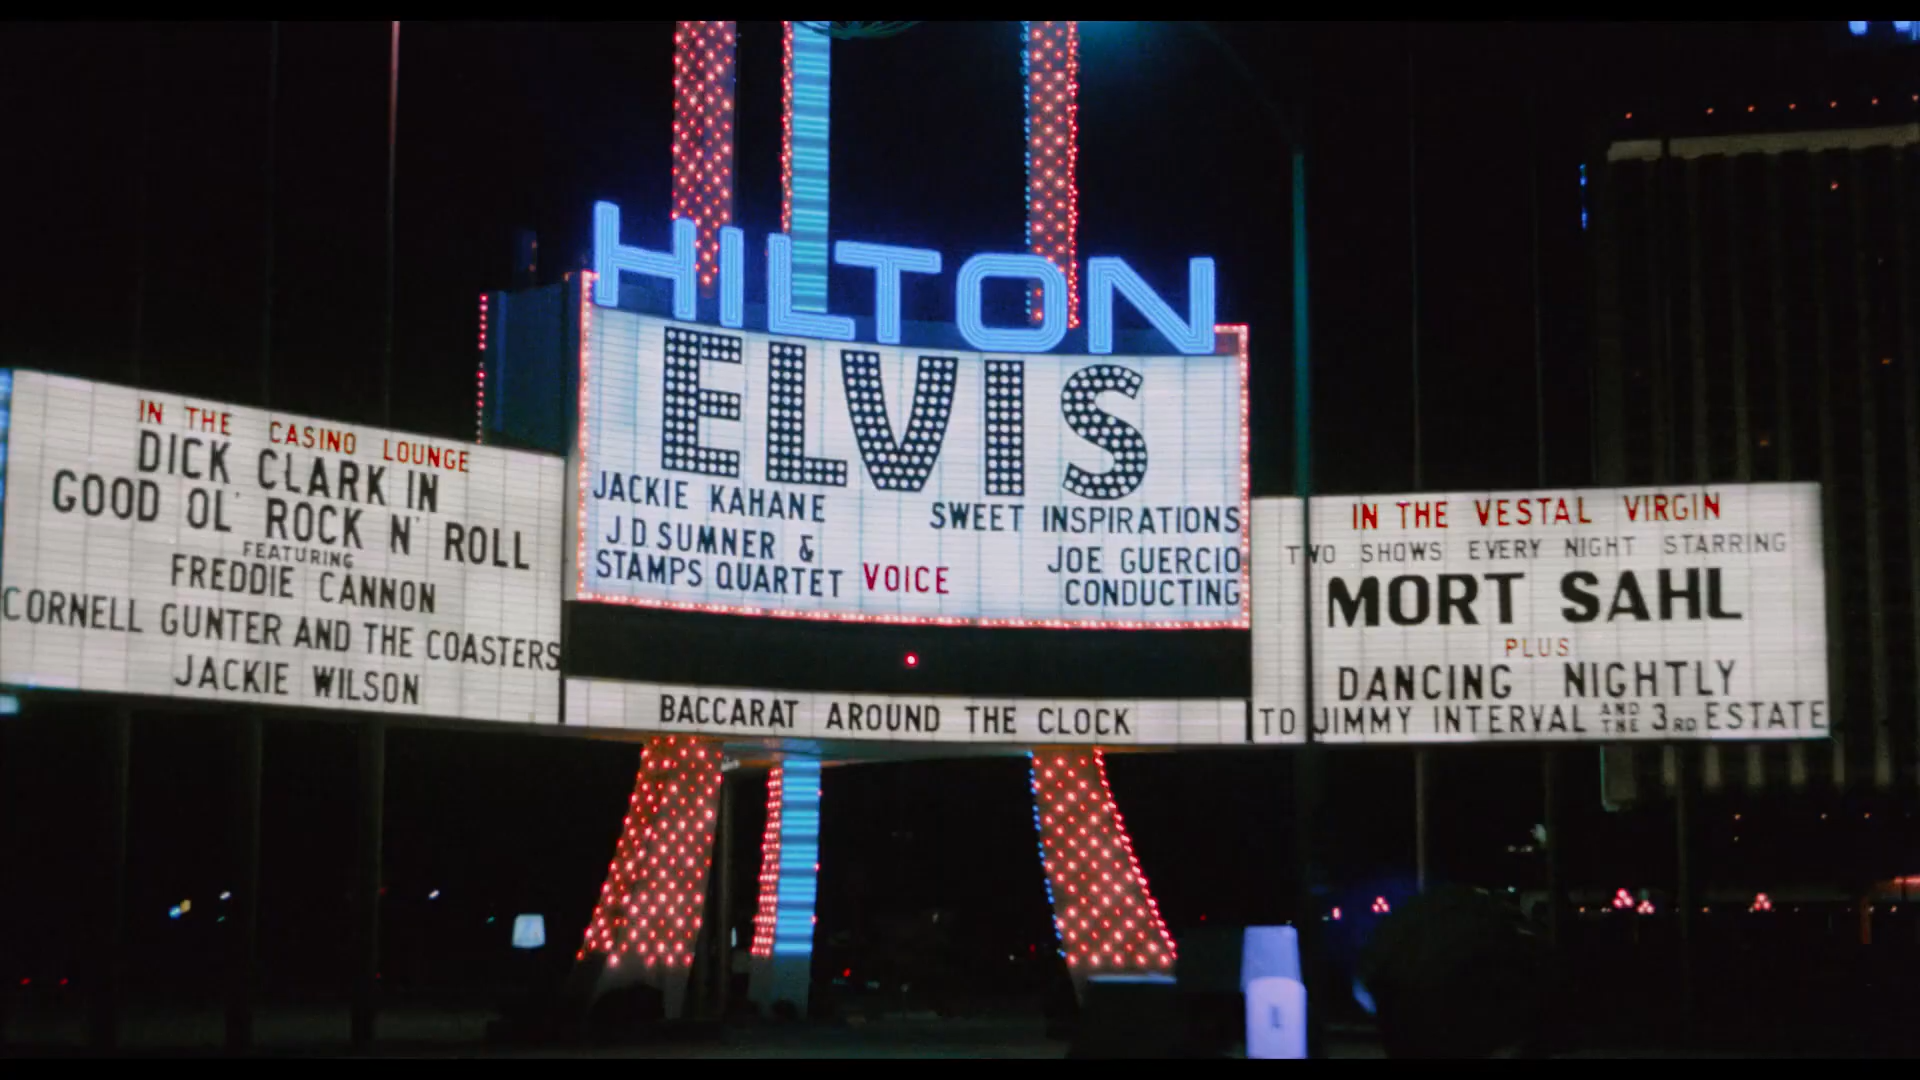 HILTON
ELVIS
JACKIE KAHANE
J.D. SUMNER &
STAMPS QUARTET
VOICE
SWEET INSPIRATIONS
JOE GUERCIO
CONDUCTING
BACCARAT AROUND THE CLOCK
IN THE CASINO LOUNGE
DICK CLARK IN
GOOD OL' ROCK N' ROLL
FEATURING
FREDDIE CANNON
CORNELL GUNTER AND THE COASTERS
JACKIE WILSON
IN THE VESTAL VIRGIN
TWO SHOWS EVERY NIGHT STARRING
MORT SAHL
PLUS
DANCING NIGHTLY
TO JIMMY INTERVAL AND THE 3RD ESTATE